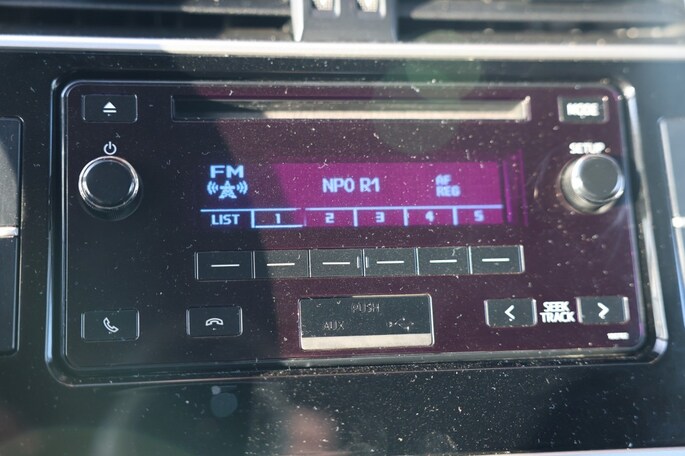 MODE
SETUP
FM
NPO R1
AF
REG
LIST 1 2 3 4 5
PUSH
AUX
SEEK
TRACK